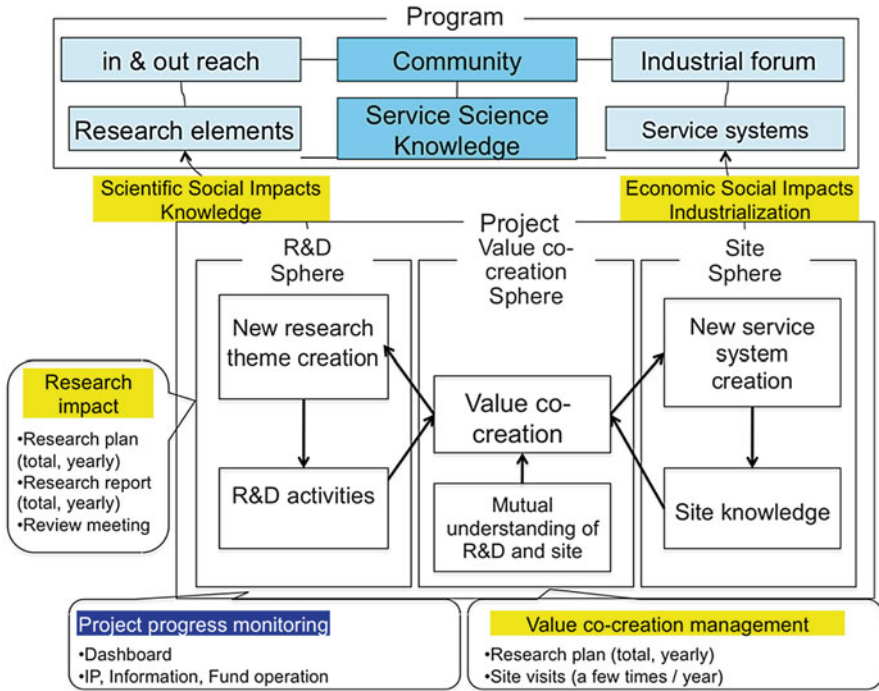 Program
in & out reach
Community
Industrial forum
Research elements
Service Science
Knowledge
Service systems
Scientific Social Impacts
Knowledge
Economic Social Impacts
Industrialization
Project
R&D
Sphere
Value co
-creation
Sphere
Site
Sphere
New research
theme creation
New service
system
creation
Research
impact
•Research plan
(total, yearly)
•Research report
(total, yearly)
•Review meeting
Value co-
creation
R&D activities
Mutual
understanding of
R&D and site
Site knowledge
Project progress monitoring
•Dashboard
•IP, Information, Fund operation
Value co-creation management
•Research plan (total, yearly)
•Site visits (a few times / year)